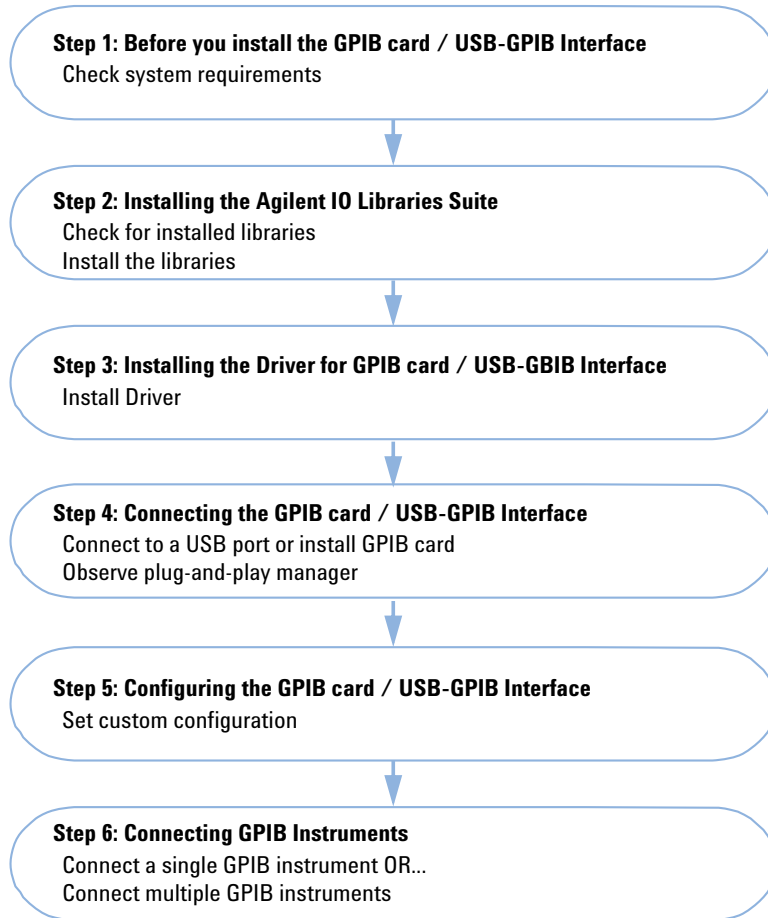 Step 1: Before you install the GPIB card / USB-GPIB Interface
Check system requirements
Step 2: Installing the Agilent IO Libraries Suite
Check for installed libraries
Install the libraries
Step 3: Installing the Driver for GPIB card / USB-GBIB Interface
Install Driver
Step 4: Connecting the GPIB card / USB-GPIB Interface
Connect to a USB port or install GPIB card
Observe plug-and-play manager
Step 5: Configuring the GPIB card / USB-GPIB Interface
Set custom configuration
Step 6: Connecting GPIB Instruments
Connect a single GPIB instrument OR...
Connect multiple GPIB instruments